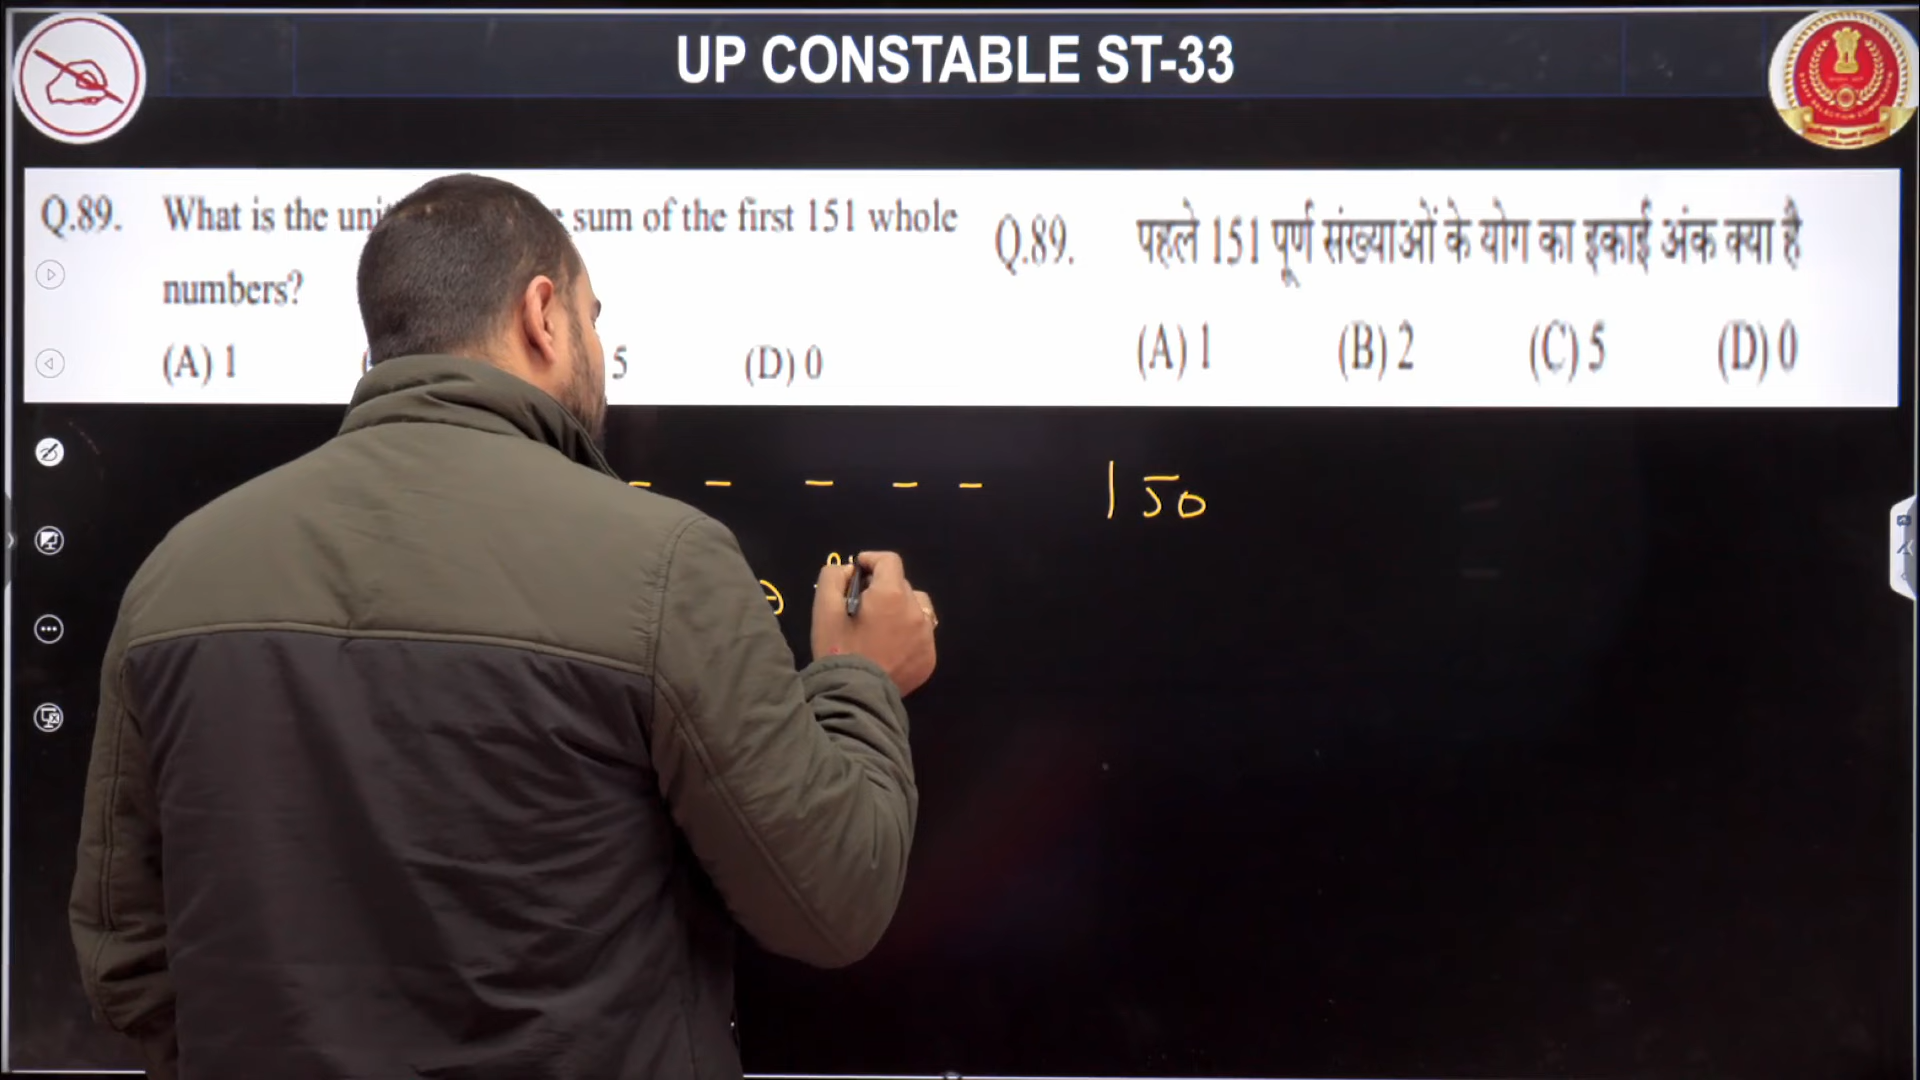 UP CONSTABLE ST-33
Q.89. What is the sum of the first 151 whole
numbers?
(A) 1 5 (D) 0
Q.89. पहले 151 पूर्ण संख्याओं के योग का इकाई अंक क्या है
(A) 1 (B) 2 (C) 5 (D) 0
- - - - - 150